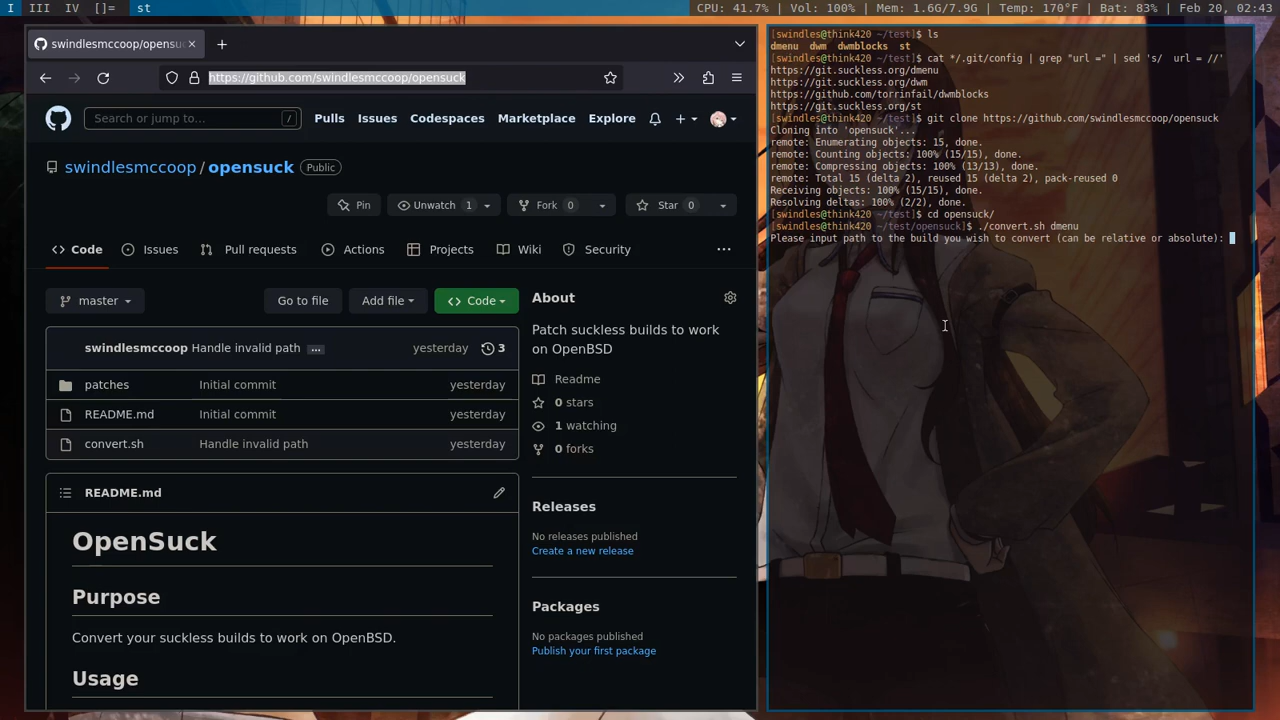 I III IV []= st CPU: 41.7% | Vol: 100% | Mem: 1.6G/7.9G | Temp: 170°F | Bat: 83% | Feb 20, 02:43
swindlesmccoop/opensuc
https://github.com/swindlesmccoop/opensuck
Search or jump to... / Pulls Issues Codespaces Marketplace Explore
swindlesmccoop / opensuck Public
Pin Unwatch 1 Fork 0 Star 0
Code Issues Pull requests Actions Projects Wiki ...
master Go to file Add file Code
swindlesmccoop Handle invalid path ... yesterday 3
patches Initial commit yesterday
README.md Initial commit yesterday
convert.sh Handle invalid path yesterday
README.md
OpenSuck
Purpose
Convert your suckless builds to work on OpenBSD.
Usage
About
Patch suckless builds to work
on OpenBSD
Readme
0 stars
1 watching
0 forks
Releases
No releases published
Create a new release
Packages
No packages published
Publish your first package
[swindles@think420 ~/test]$ ls
dmenu dwm dwmblocks st
[swindles@think420 ~/test]$ cat */.git/config | grep "url =" | sed 's/  url = //'
https://git.suckless.org/dmenu
https://git.suckless.org/dwm
https://github.com/torrinfail/dwmblocks
https://git.suckless.org/st
[swindles@think420 ~/test]$ git clone https://github.com/swindlesmccoop/opensuck
Cloning into 'opensuck'...
remote: Enumerating objects: 15, done.
remote: Counting objects: 100% (15/15), done.
remote: Compressing objects: 100% (13/13), done.
remote: Total 15 (delta 2), reused 15 (delta 2), pack-reused 0
Receiving objects: 100% (15/15), done.
Resolving deltas: 100% (2/2), done.
[swindles@think420 ~/test]$ cd opensuck/
[swindles@think420 ~/test/opensuck]$ ./convert.sh dmenu
Please input path to the build you wish to convert (can be relative or absolute):